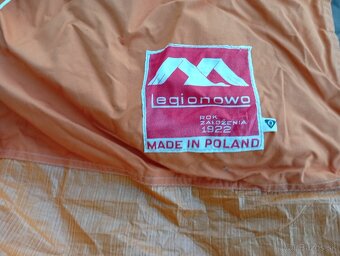 legionowo
ROK
ZAŁOŻENIA
1922
MADE IN POLAND